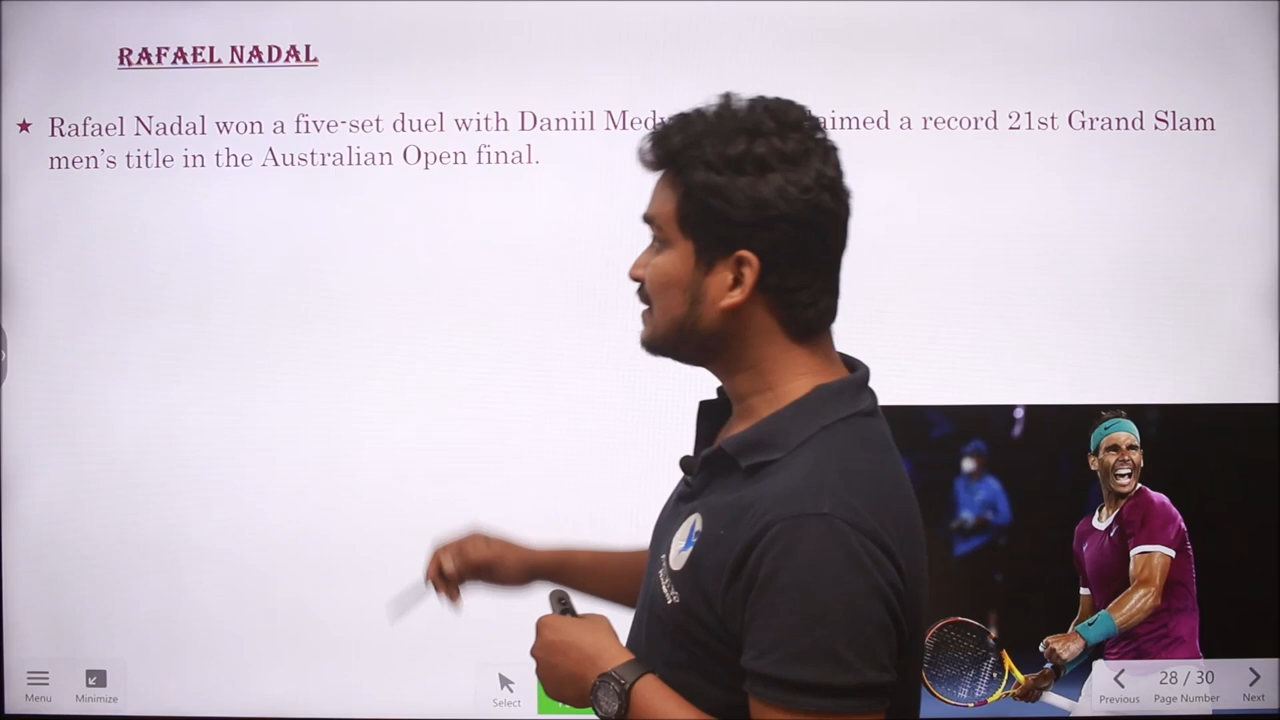 RAFAEL NADAL
★ Rafael Nadal won a five-set duel with Daniil Med aimed a record 21st Grand Slam
men's title in the Australian Open final.
Menu
Minimize
Select
Previous
28 / 30
Page Number
Next